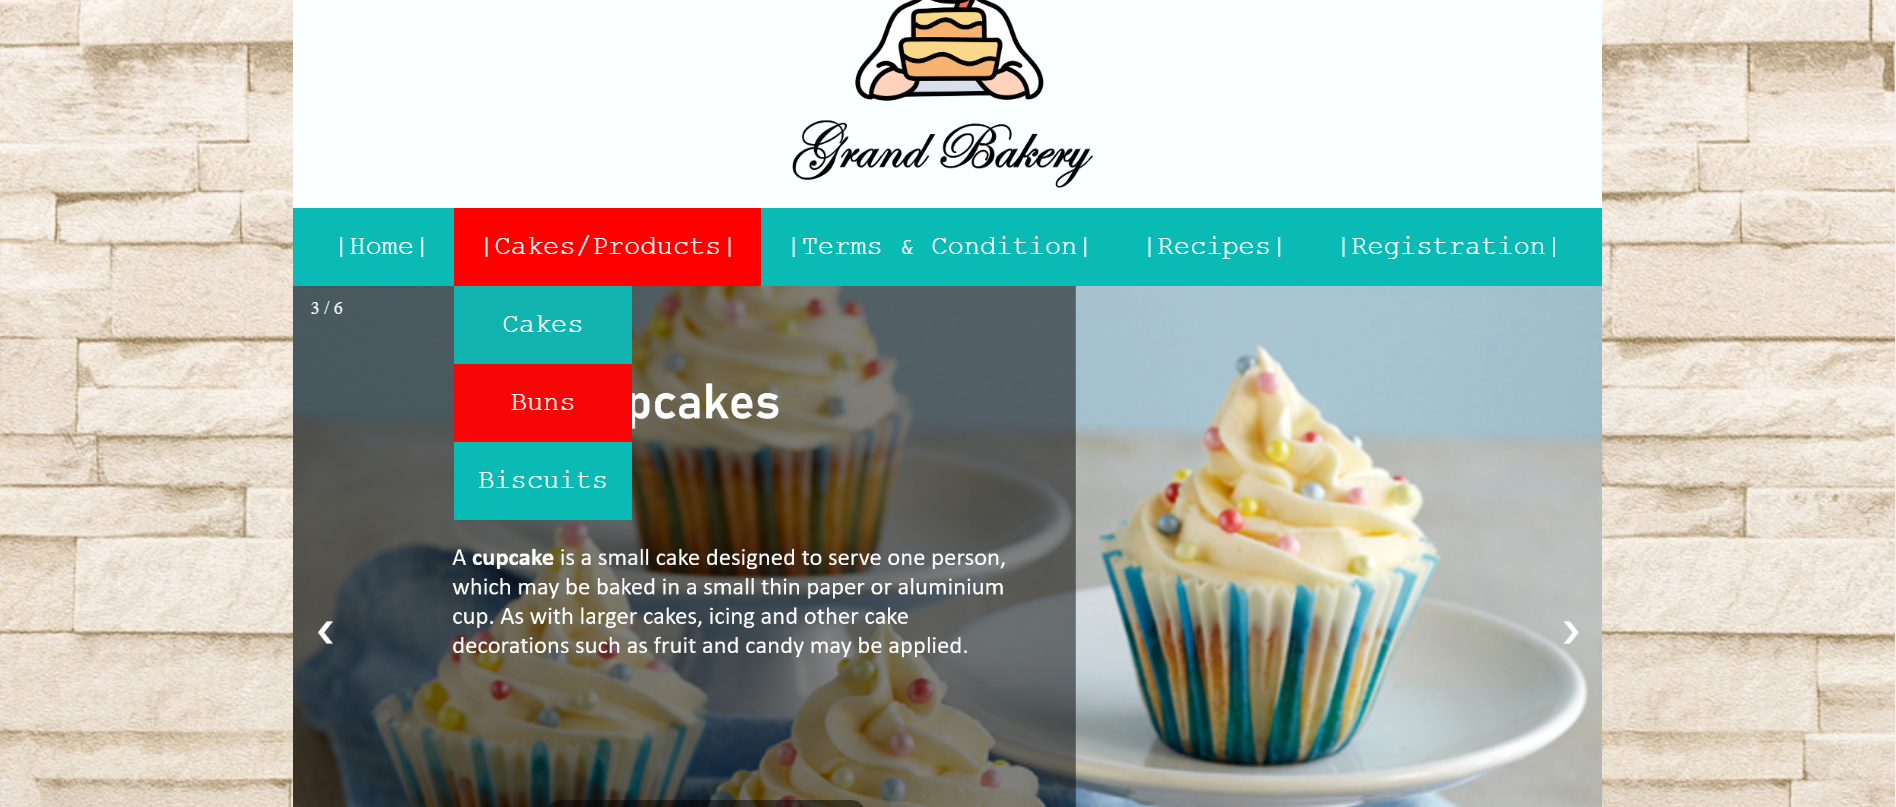 Grand Bakery
|Home| |Cakes/Products| |Terms & Condition| |Recipes| |Registration|
3 / 6
Cakes
Buns
pcakes
Biscuits
A cupcake is a small cake designed to serve one person,
which may be baked in a small thin paper or aluminium
cup. As with larger cakes, icing and other cake
decorations such as fruit and candy may be applied.
❮
❯